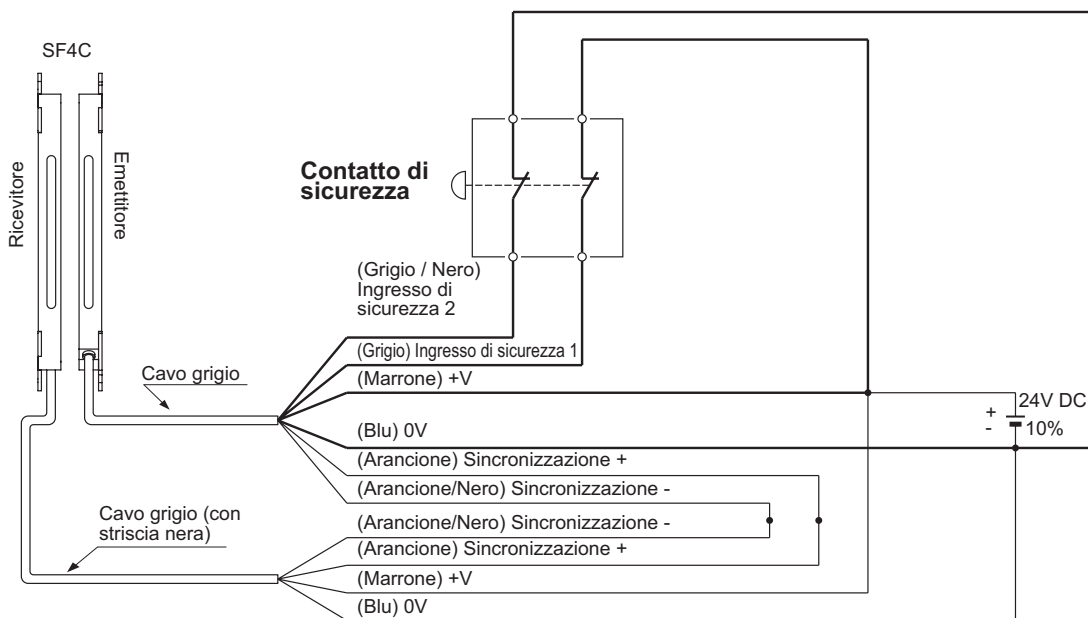 SF4C
Ricevitore
Emettitore
Contatto di
sicurezza
(Grigio / Nero)
Ingresso di
sicurezza 2
(Grigio) Ingresso di sicurezza 1
Cavo grigio
(Marrone) +V
24V DC
+
-
10%
(Blu) 0V
(Arancione) Sincronizzazione +
(Arancione/Nero) Sincronizzazione -
Cavo grigio (con
striscia nera)
(Arancione/Nero) Sincronizzazione -
(Arancione) Sincronizzazione +
(Marrone) +V
(Blu) 0V